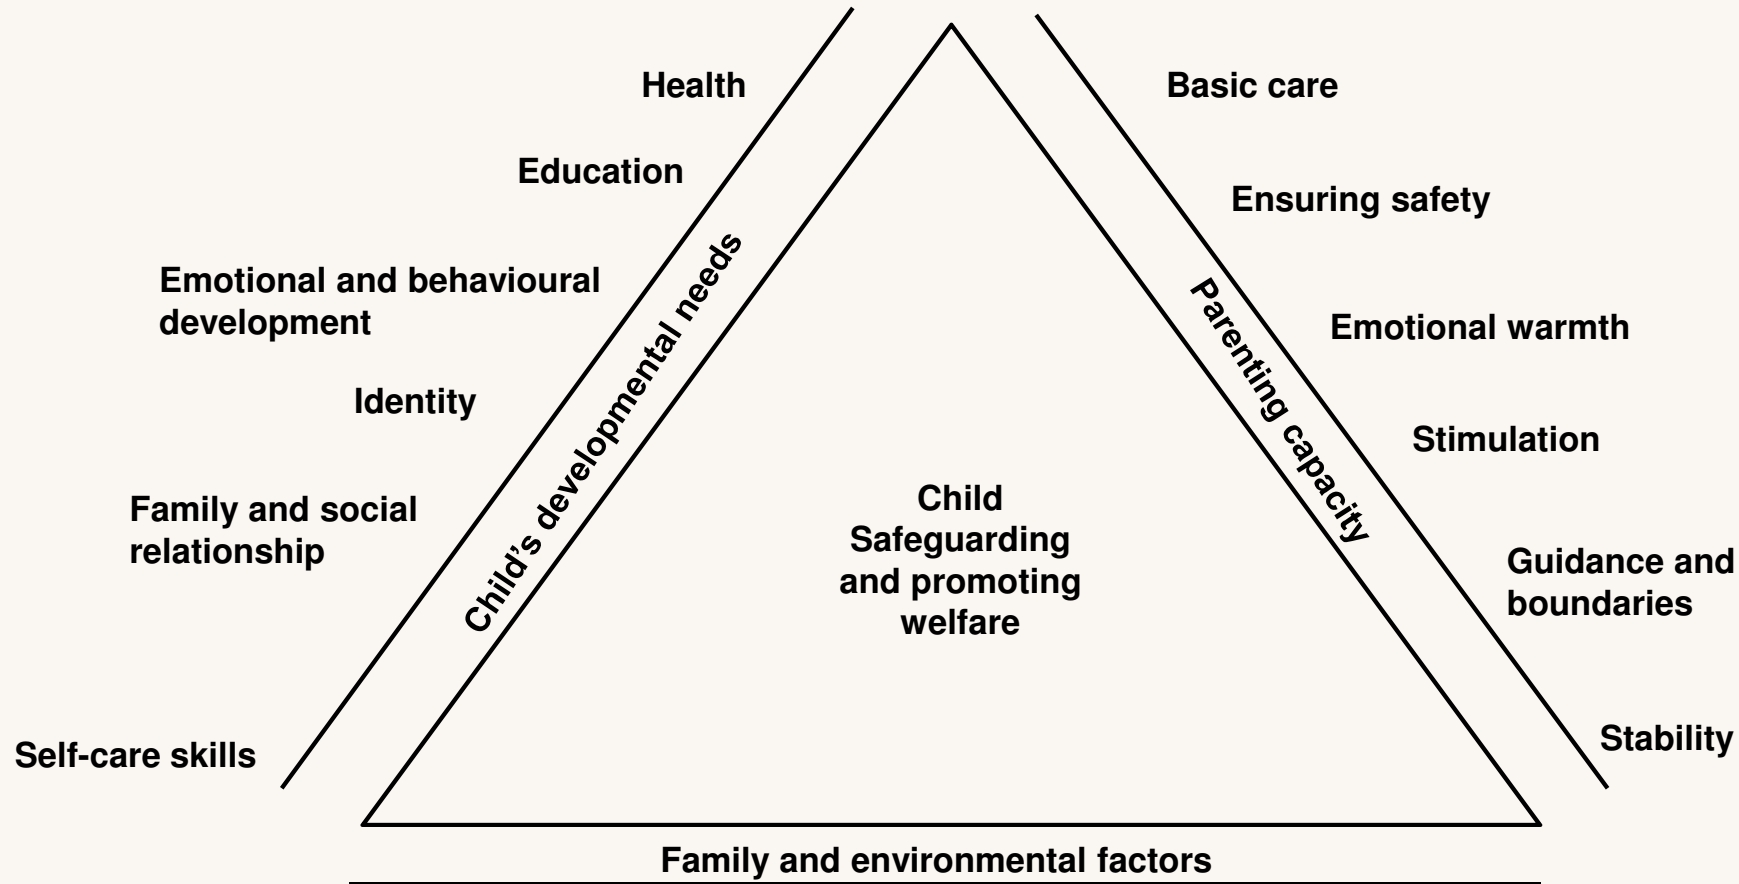 Health
Education
Emotional and behavioural
development
Identity
Family and social
relationship
Self-care skills
Child’s developmental needs
Child
Safeguarding
and promoting
welfare
Parenting capacity
Basic care
Ensuring safety
Emotional warmth
Stimulation
Guidance and
boundaries
Stability
Family and environmental factors